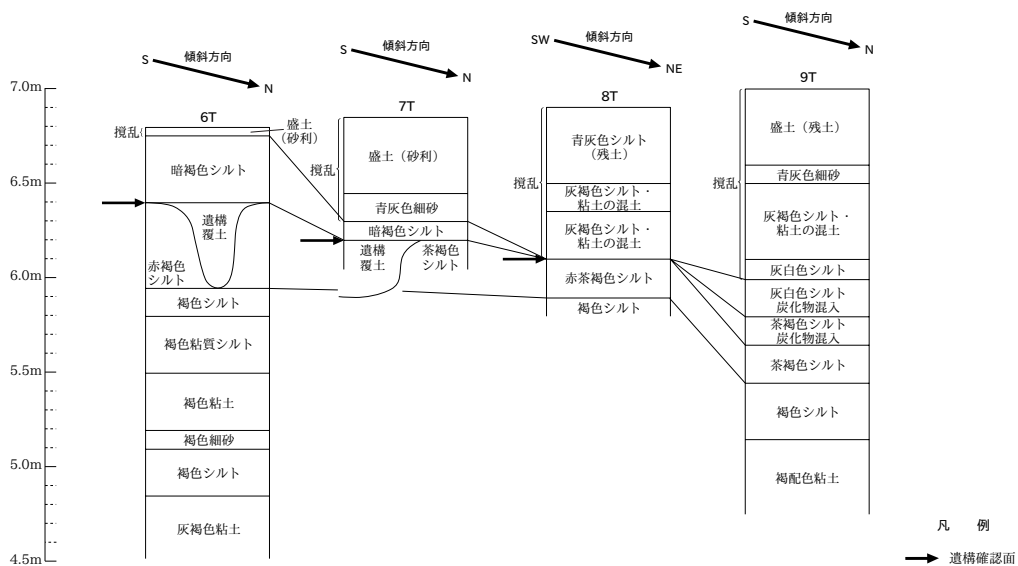 S 傾斜方向 N
S 傾斜方向 N
SW 傾斜方向 NE
S 傾斜方向 N
7.0m
6.5m
6.0m
5.5m
5.0m
4.5m
6T
撹乱
盛土
（砂利）
暗褐色シルト
遺構
覆土
赤褐色
シルト
褐色シルト
褐色粘質シルト
褐色粘土
褐色細砂
褐色シルト
灰褐色粘土
7T
撹乱
盛土（砂利）
青灰色細砂
暗褐色シルト
遺構
覆土
茶褐色
シルト
8T
撹乱
青灰色シルト
（残土）
灰褐色シルト・
粘土の混土
灰褐色シルト・
粘土の混土
赤茶褐色シルト
褐色シルト
9T
撹乱
盛土（残土）
青灰色細砂
灰褐色シルト・
粘土の混土
灰白色シルト
灰白色シルト
炭化物混入
茶褐色シルト
炭化物混入
茶褐色シルト
褐色シルト
褐配色粘土
凡 例
遺構確認面